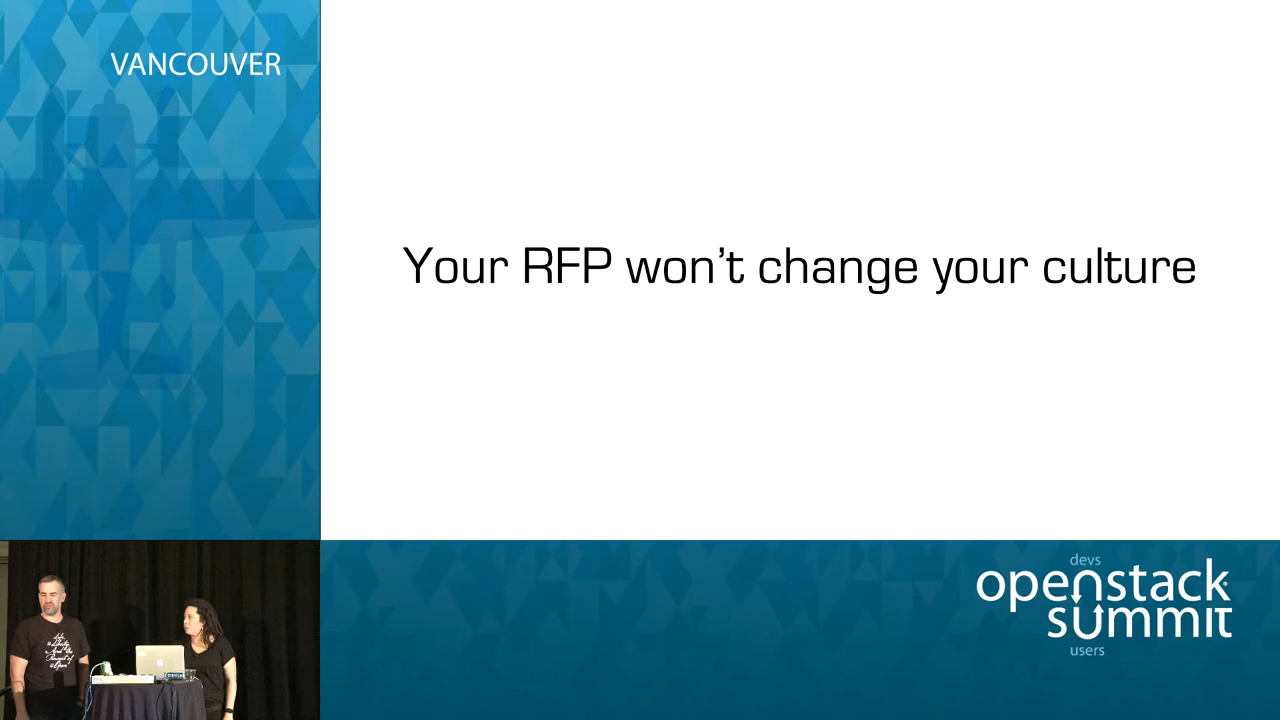 VANCOUVER
Your RFP won’t change your culture
devs
openstack
summit
users